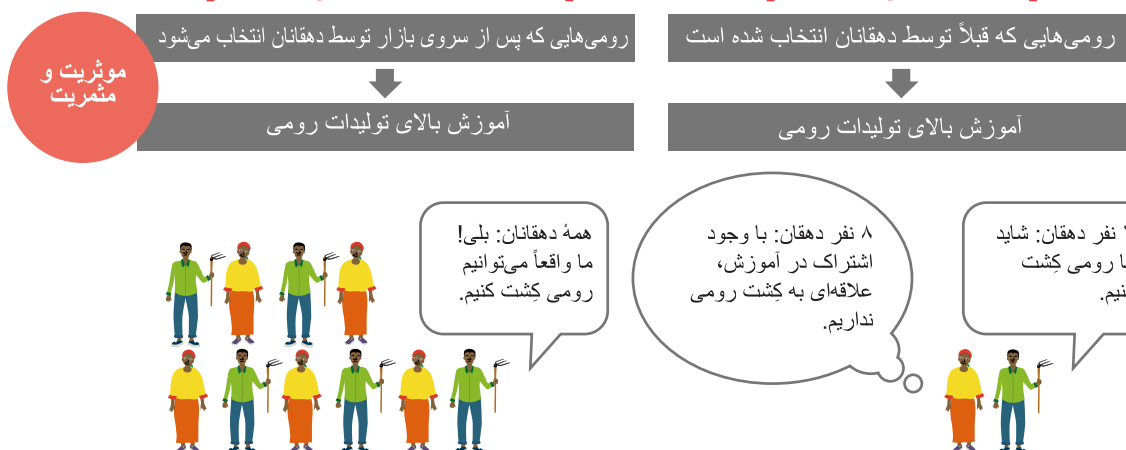 رومی‌هایی که قبلاً توسط دهقانان انتخاب شده است
رومی‌هایی که پس از سروی بازار توسط دهقانان انتخاب می‌شود
موثریت و
مثمریت
آموزش بالای تولیدات رومی
آموزش بالای تولیدات رومی
نفر دهقان: شاید
رومی کِشت
۸ نفر دهقان: با وجود
اشتراک در آموزش،
علاقه‌ای به کِشت رومی
نداریم.
همهٔ دهقانان: بلی!
ما واقعاً می‌توانیم
رومی کِشت کنیم.